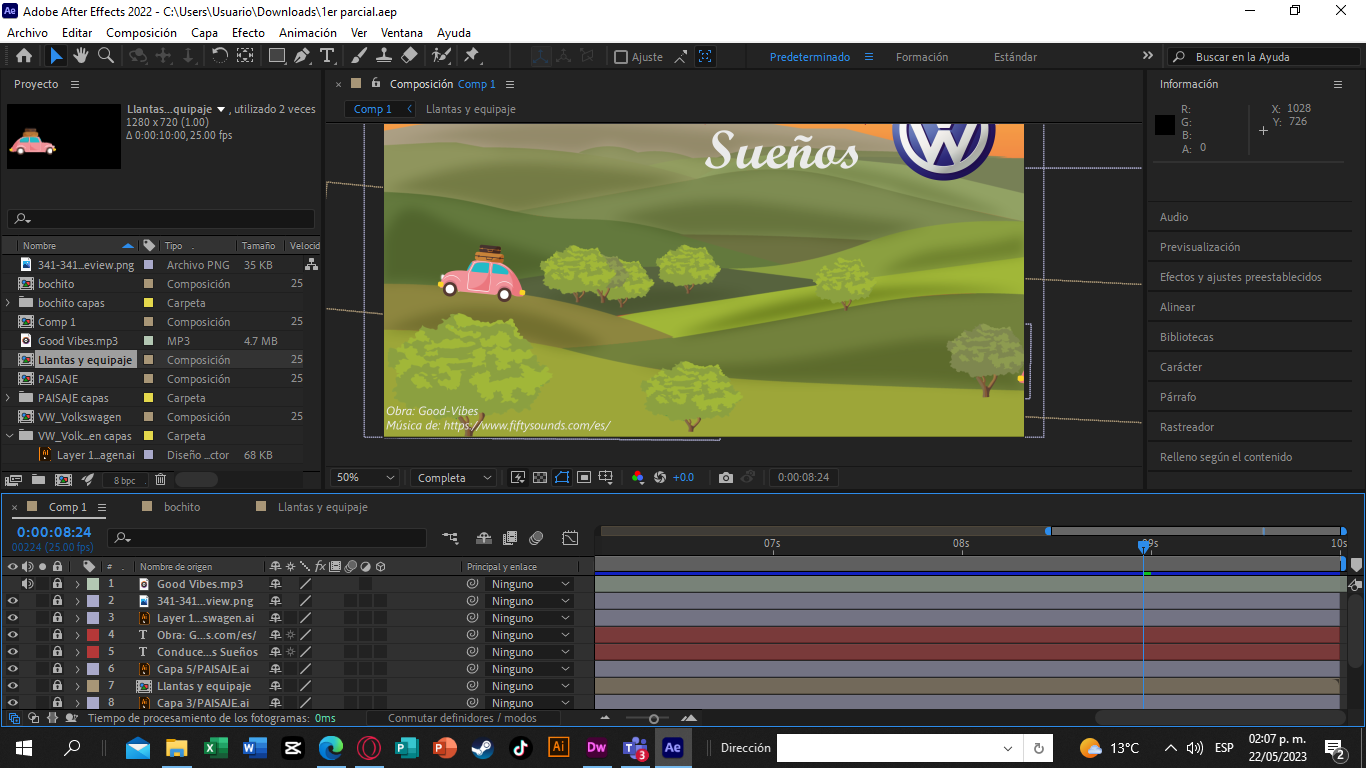 Adobe After Effects 2022 - C:\Users\Usuario\Downloads\1er parcial.aep
Archivo Editar Composición Capa Efecto Animación Ver Ventana Ayuda
Ajuste Predeterminado Formación Estándar Buscar en la Ayuda
Proyecto
Llantas...quipaje , utilizado 2 veces
1280 x 720 (1.00)
Δ 0:00:10:00, 25.00 fps
Nombre Tipo Tamaño Velocid
341-341...eview.png Archivo PNG 35 KB
bochito Composición 25
bochito capas Carpeta
Comp 1 Composición 25
Good Vibes.mp3 MP3 4.7 MB
Llantas y equipaje Composición 25
PAISAJE Composición 25
PAISAJE capas Carpeta
VW_Volkswagen Composición 25
VW_Volk...en capas Carpeta
Layer 1...agen.ai Diseño ...ctor 68 KB
8 bpc
Composición Comp 1
Comp 1 Llantas y equipaje
Sueños
W
Obra: Good-Vibes
Música de: https://www.fiftysounds.com/es/
50% Completa +0.0 0:00:08:24
Información
R: X: 1028
G: Y: 726
B:
A: 0
Audio
Previsualización
Efectos y ajustes preestablecidos
Alinear
Bibliotecas
Carácter
Párrafo
Rastreador
Relleno según el contenido
Comp 1 bochito Llantas y equipaje
0:00:08:24
00224 (25.00 fps)
07s 08s 09s 10s
# Nombre de origen fx Principal y enlace
1 Good Vibes.mp3 Ninguno
2 341-341...view.png Ninguno
3 Layer 1...swagen.ai Ninguno
4 T Obra: G...s.com/es/ Ninguno
5 T Conduce...s Sueños Ninguno
6 Capa 5/PAISAJE.ai Ninguno
7 Llantas y equipaje Ninguno
8 Capa 3/PAISAJE.ai Ninguno
Tiempo de procesamiento de los fotogramas: 0ms Conmutar definidores / modos
Dirección 13°C ESP 02:07 p. m.
22/05/2023
3
2